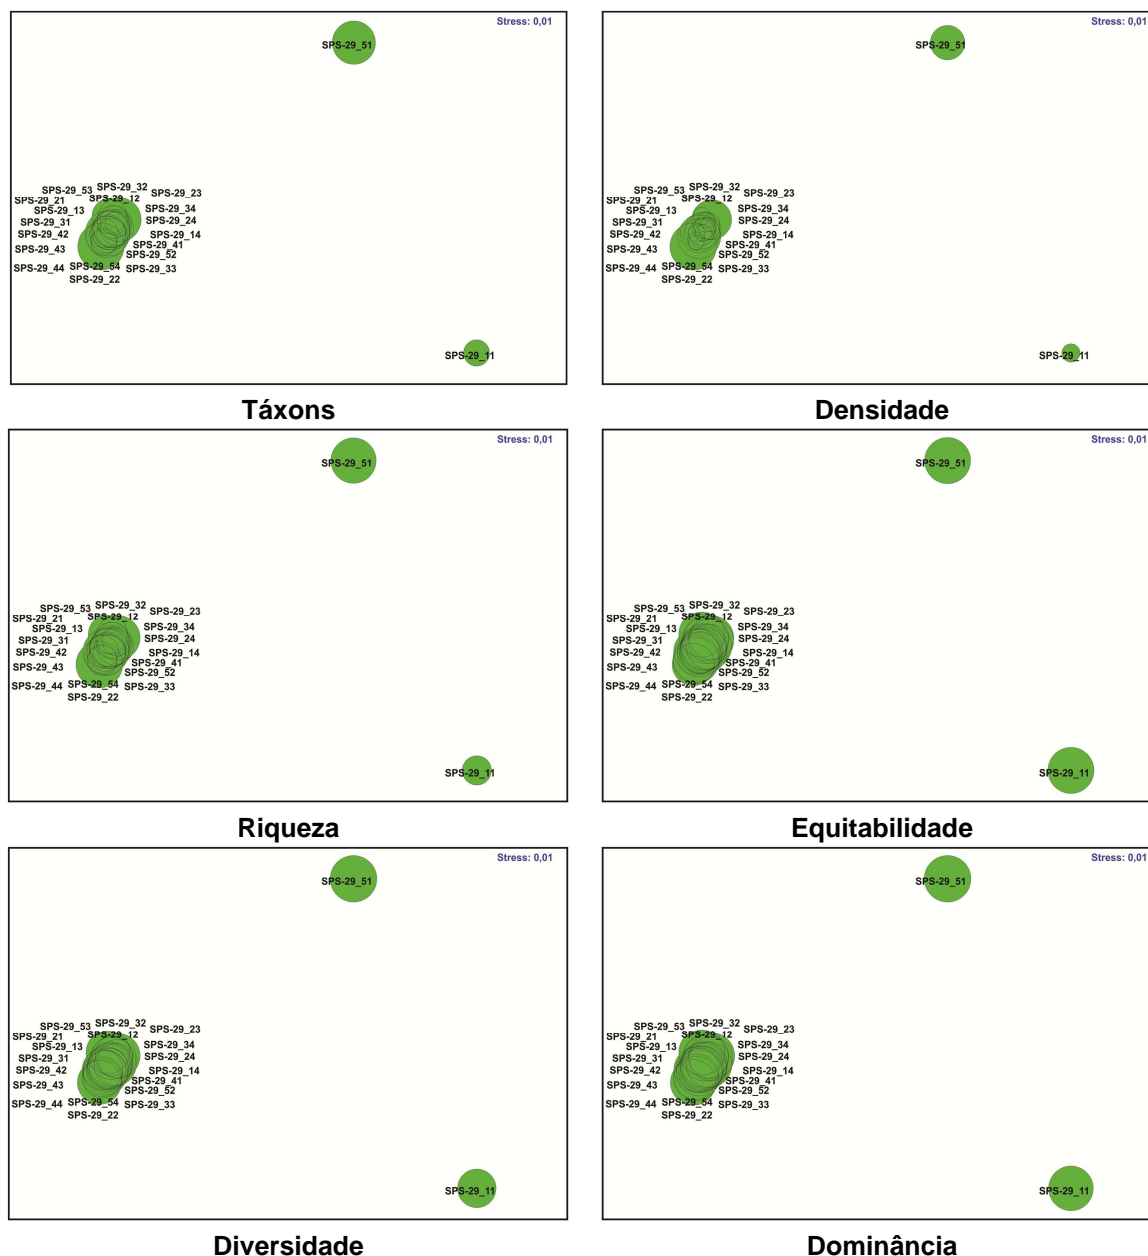 Stress: 0,01
SPS-29_51
SPS-29_53
SPS-29_32
SPS-29_23
SPS-29_21
SPS-29_12
SPS-29_13
SPS-29_34
SPS-29_31
SPS-29_24
SPS-29_42
SPS-29_14
SPS-29_43
SPS-29_41
SPS-29_52
SPS-29_44
SPS-29_54
SPS-29_33
SPS-29_22
SPS-29_11
Táxons
Stress: 0,01
SPS-29_51
SPS-29_53
SPS-29_32
SPS-29_23
SPS-29_21
SPS-29_12
SPS-29_13
SPS-29_34
SPS-29_31
SPS-29_24
SPS-29_42
SPS-29_14
SPS-29_43
SPS-29_41
SPS-29_52
SPS-29_44
SPS-29_54
SPS-29_33
SPS-29_22
SPS-29_11
Densidade
Stress: 0,01
SPS-29_51
SPS-29_53
SPS-29_32
SPS-29_23
SPS-29_21
SPS-29_12
SPS-29_13
SPS-29_34
SPS-29_31
SPS-29_24
SPS-29_42
SPS-29_14
SPS-29_43
SPS-29_41
SPS-29_52
SPS-29_44
SPS-29_54
SPS-29_33
SPS-29_22
SPS-29_11
Riqueza
Stress: 0,01
SPS-29_51
SPS-29_53
SPS-29_32
SPS-29_23
SPS-29_21
SPS-29_12
SPS-29_13
SPS-29_34
SPS-29_31
SPS-29_24
SPS-29_42
SPS-29_14
SPS-29_43
SPS-29_41
SPS-29_52
SPS-29_44
SPS-29_54
SPS-29_33
SPS-29_22
SPS-29_11
Equitabilidade
Stress: 0,01
SPS-29_51
SPS-29_53
SPS-29_32
SPS-29_23
SPS-29_21
SPS-29_12
SPS-29_13
SPS-29_34
SPS-29_31
SPS-29_24
SPS-29_42
SPS-29_14
SPS-29_43
SPS-29_41
SPS-29_52
SPS-29_44
SPS-29_54
SPS-29_33
SPS-29_22
SPS-29_11
Diversidade
Stress: 0,01
SPS-29_51
SPS-29_53
SPS-29_32
SPS-29_23
SPS-29_21
SPS-29_12
SPS-29_13
SPS-29_34
SPS-29_31
SPS-29_24
SPS-29_42
SPS-29_14
SPS-29_43
SPS-29_41
SPS-29_52
SPS-29_44
SPS-29_54
SPS-29_33
SPS-29_22
SPS-29_11
Dominância